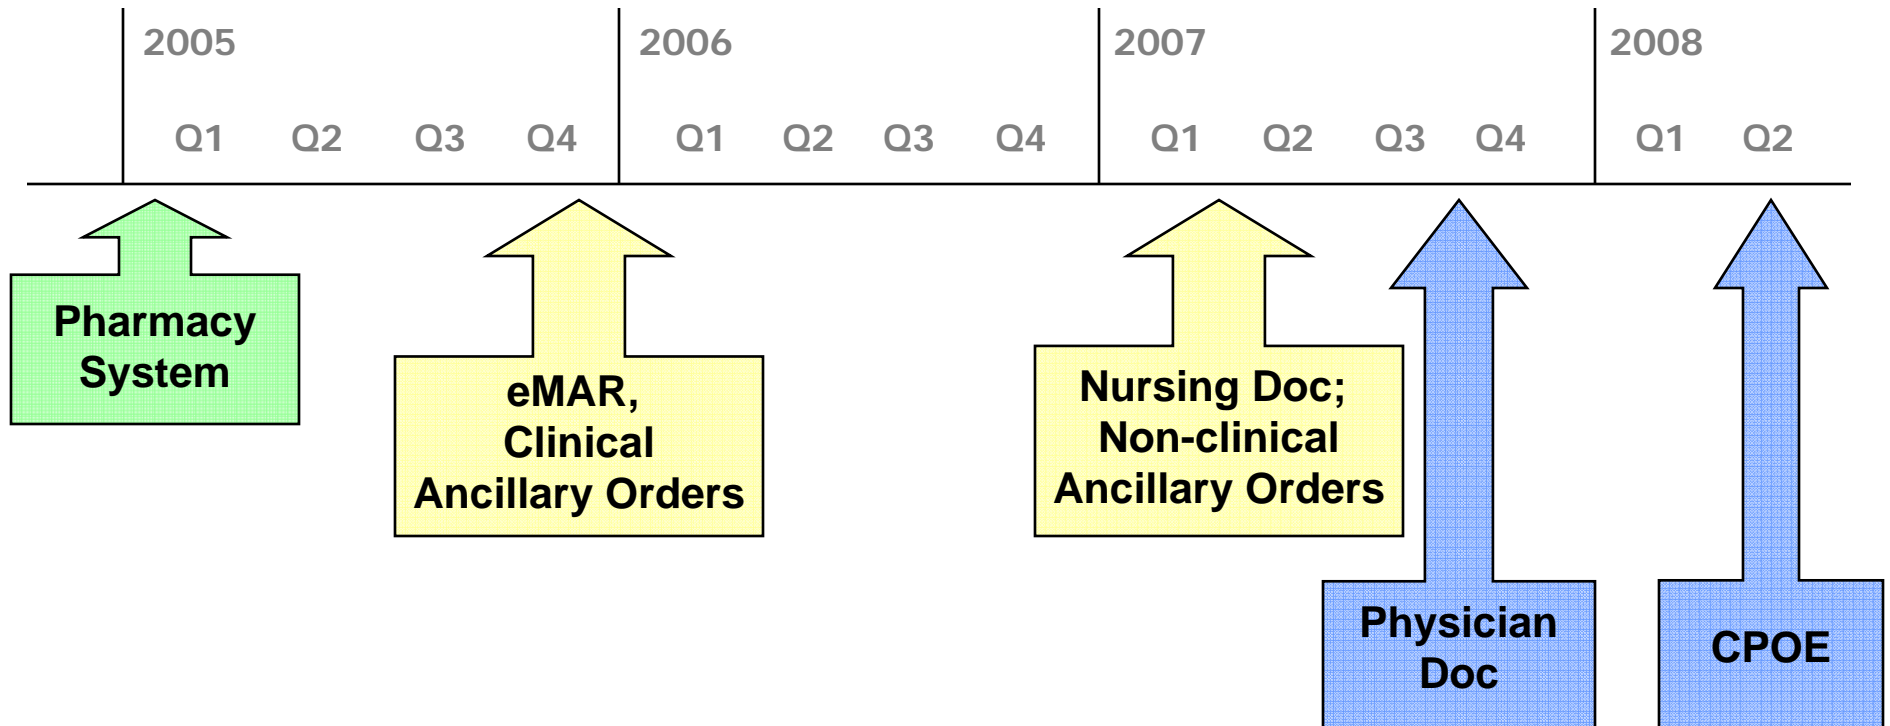 2005 2006 2007 2008
Q1 Q2 Q3 Q4 Q1 Q2 Q3 Q4 Q1 Q2 Q3 Q4 Q1 Q2
Pharmacy
System
eMAR,
Clinical
Ancillary Orders
Nursing Doc;
Non-clinical
Ancillary Orders
Physician
Doc
CPOE